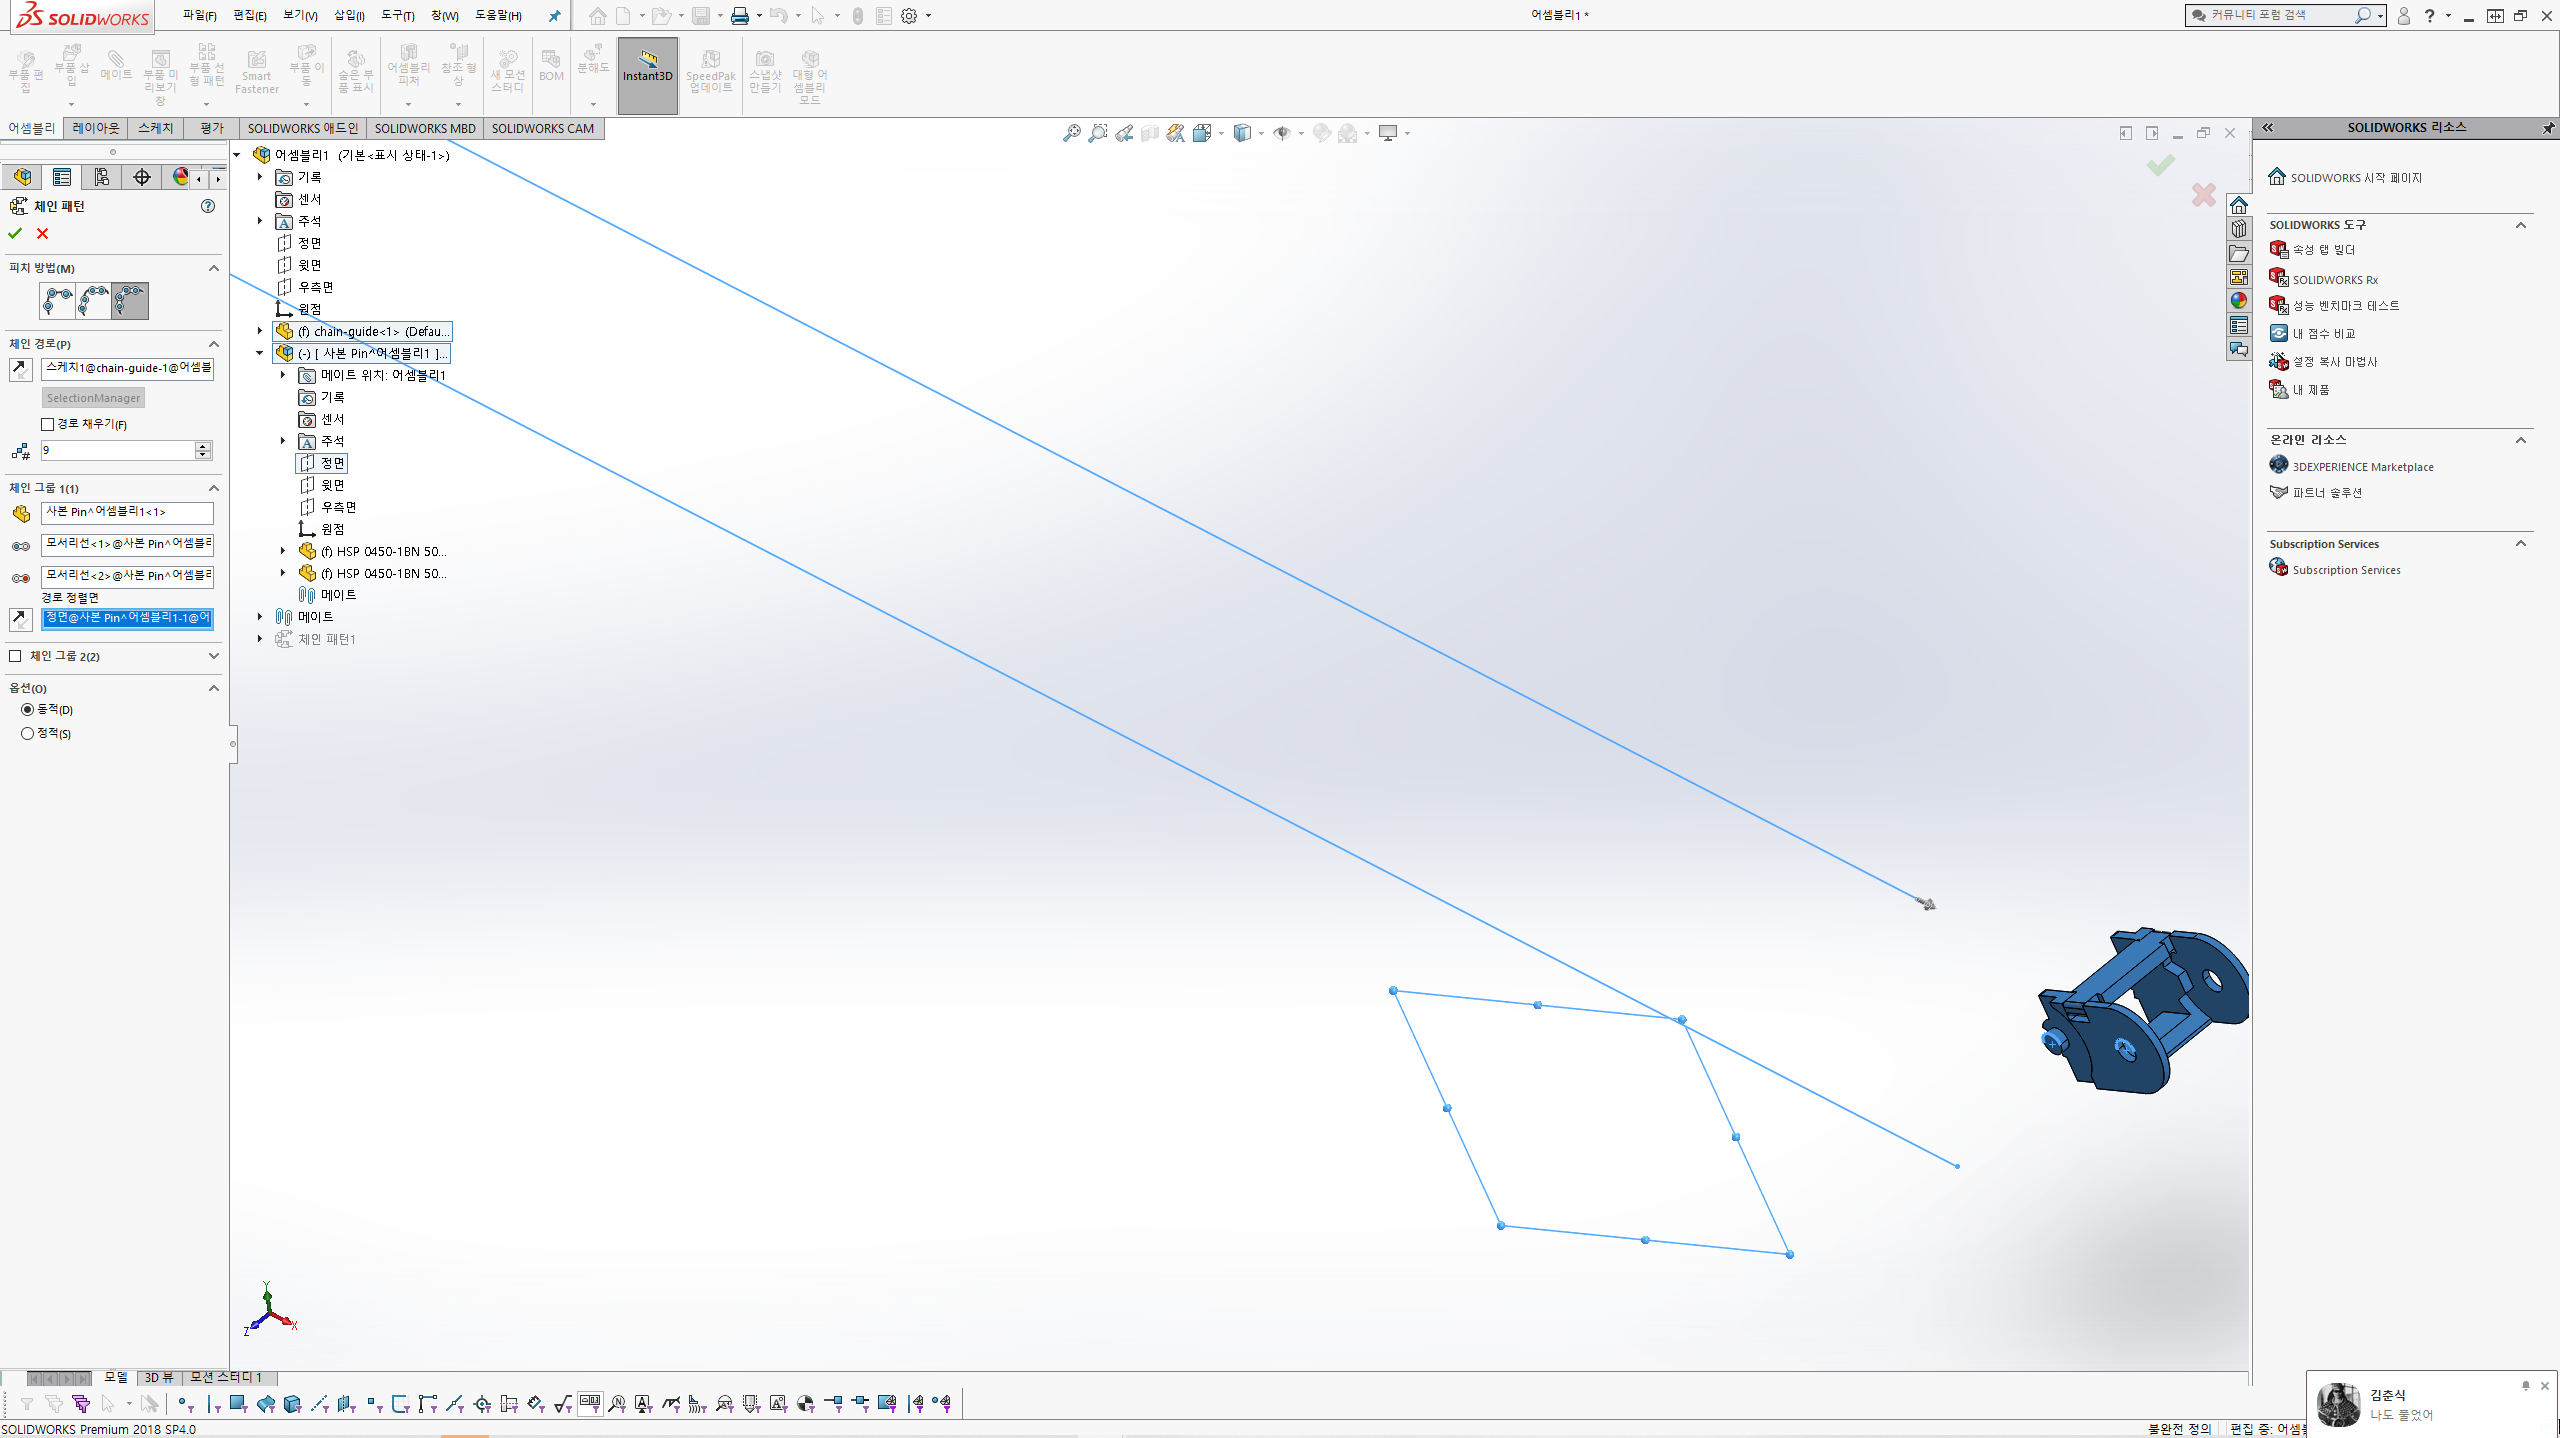 SOLIDWORKS
파일(F) 편집(E) 보기(V) 삽입(I) 도구(T) 창(W) 도움말(H)
어셈블리1 *
커뮤니티 포럼 검색
부품 편집
부품 삽입
메이트
부품 미리보기 창
부품 선형 패턴
Smart Fastener
부품 이동
숨은 부품 표시
어셈블리 피처
참조 형상
새 모션 스터디
BOM
분해도
Instant3D
SpeedPak 업데이트
스냅샷 만들기
대형 어셈블리 모드
어셈블리 레이아웃 스케치 평가 SOLIDWORKS 애드인 SOLIDWORKS MBD SOLIDWORKS CAM
체인 패턴
피치 방법(M)
체인 경로(P)
스케치1@chain-guide-1@어셈블
SelectionManager
경로 채우기(F)
9
체인 그룹 1(1)
사본 Pin^어셈블리1<1>
모서리선<1>@사본 Pin^어셈블리
모서리선<2>@사본 Pin^어셈블리
경로 정렬면
정면@사본 Pin^어셈블리1-1@어
체인 그룹 2(2)
옵션(O)
동적(D)
정적(S)
어셈블리1 (기본<표시 상태-1>)
기록
센서
주석
정면
윗면
우측면
원점
(f) chain-guide<1> (Defau...
(-) [ 사본 Pin^어셈블리1 ]...
메이트 위치: 어셈블리1
기록
센서
주석
정면
윗면
우측면
원점
(f) HSP 0450-1BN 50...
(f) HSP 0450-1BN 50...
메이트
메이트
체인 패턴1
Y
Z
X
SOLIDWORKS 리소스
SOLIDWORKS 시작 페이지
SOLIDWORKS 도구
속성 탭 빌더
SOLIDWORKS Rx
성능 벤치마크 테스트
내 점수 비교
설정 복사 마법사
내 제품
온라인 리소스
3DEXPERIENCE Marketplace
파트너 솔루션
Subscription Services
Subscription Services
모델 3D 뷰 모션 스터디 1
SOLIDWORKS Premium 2018 SP4.0
불완전 정의 편집 중: 어셈블
김춘식
나도 풀었어